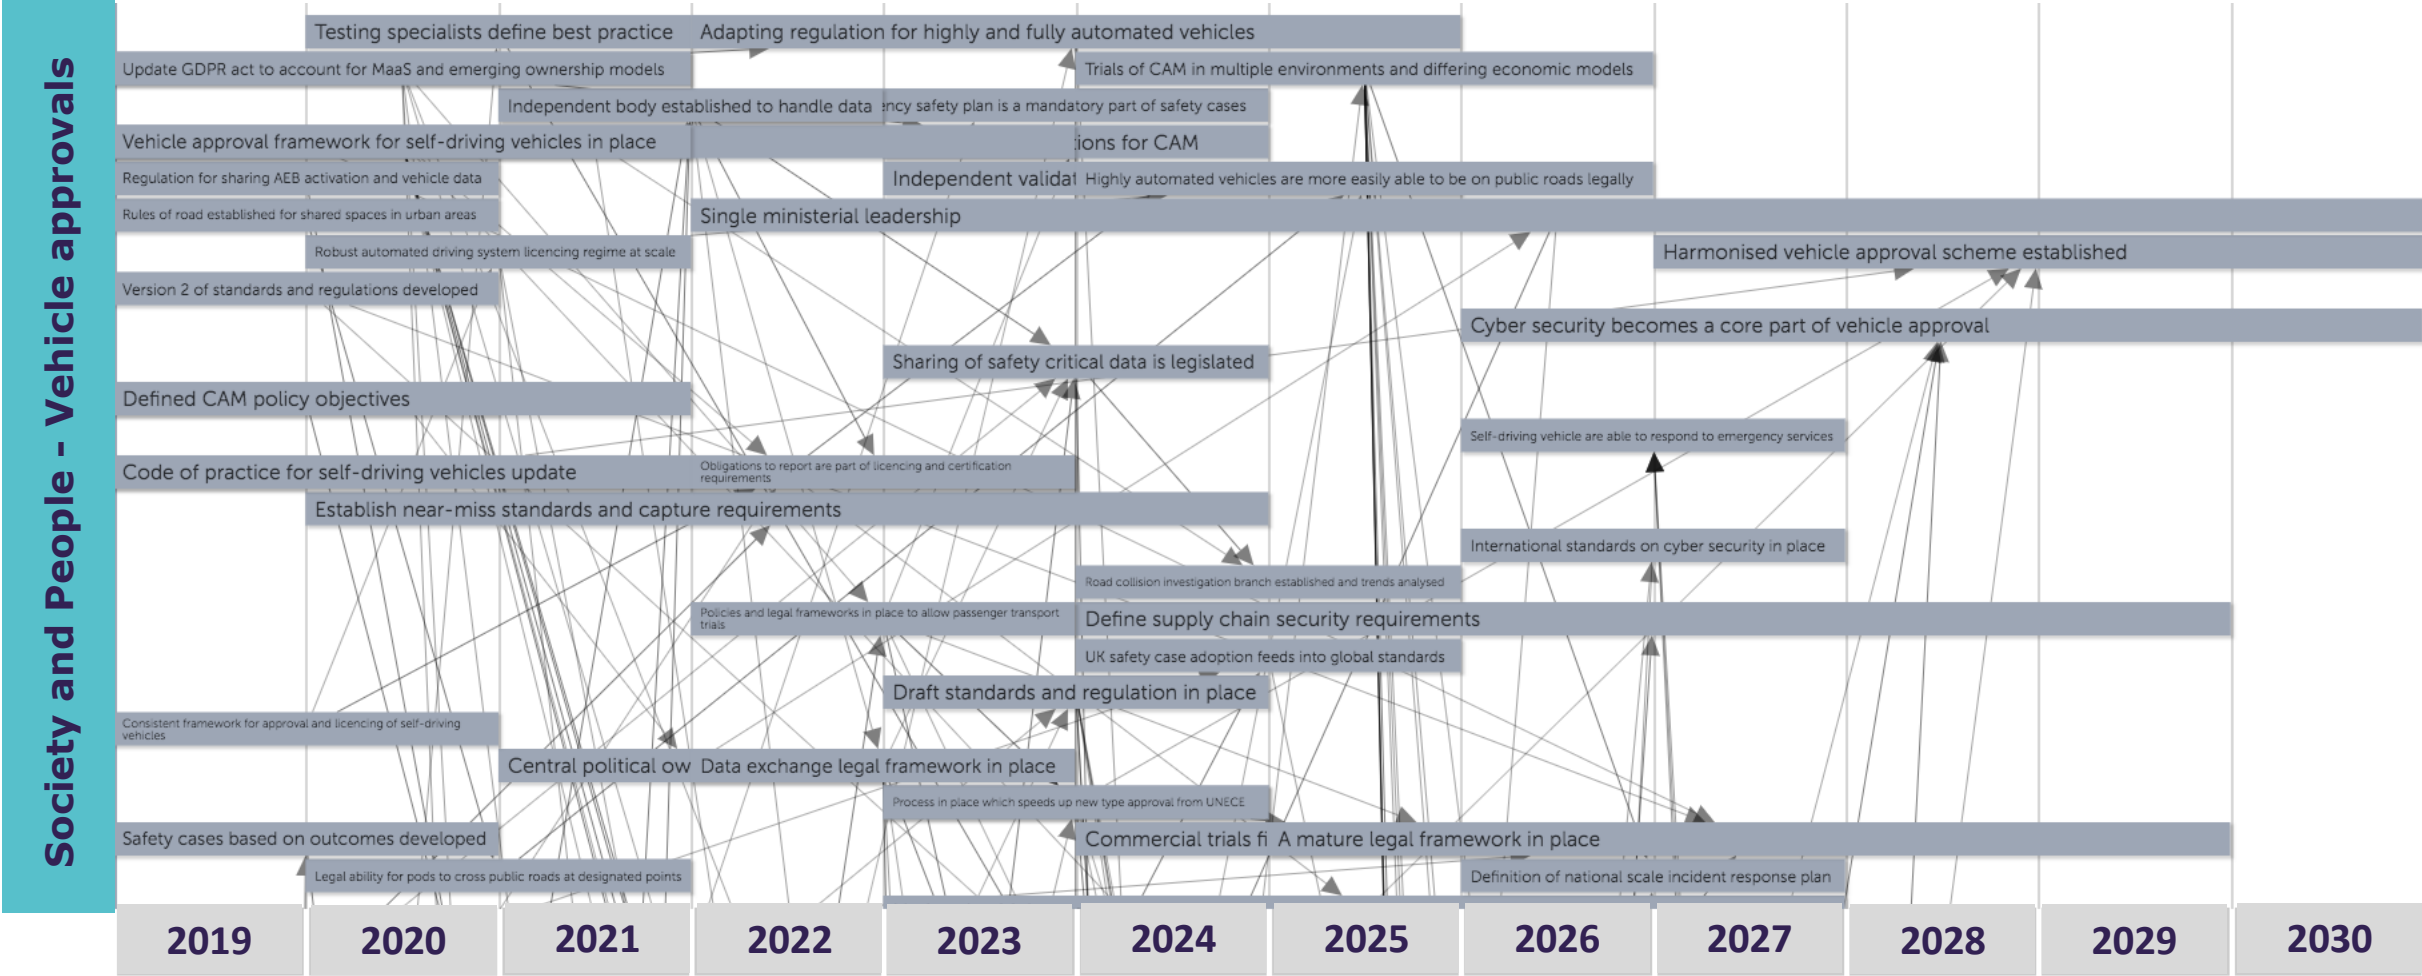 Society and People - Vehicle approvals
Testing specialists define best practice
Adapting regulation for highly and fully automated vehicles
Update GDPR act to account for MaaS and emerging ownership models
Trials of CAM in multiple environments and differing economic models
Independent body established to handle data
safety plan is a mandatory part of safety cases
Vehicle approval framework for self-driving vehicles in place
for CAM
Regulation for sharing AEB activation and vehicle data
Independent
Highly automated vehicles are more easily able to be on public roads legally
Rules of road established for shared spaces in urban areas
Single ministerial leadership
Robust automated driving system licencing regime at scale
Harmonised vehicle approval scheme established
Version 2 of standards and regulations developed
Cyber security becomes a core part of vehicle approval
Sharing of safety critical data is legislated
Defined CAM policy objectives
Self-driving vehicle are able to respond to emergency services
Code of practice for self-driving vehicles update
Obligations to report are part of licencing and certification
requirements
Establish near-miss standards and capture requirements
International standards on cyber security in place
Road collision investigation branch established and trends analysed
Policies and legal frameworks in place to allow passenger transport
trials
Define supply chain security requirements
UK safety case adoption feeds into global standards
Draft standards and regulation in place
Consistent framework for approval and licencing of self-driving
vehicles
Central political ow
Data exchange legal framework in place
Process in place which speeds up new type approval from UNECE
Safety cases based on outcomes developed
Commercial trials fi
A mature legal framework in place
Legal ability for pods to cross public roads at designated points
Definition of national scale incident response plan
2019 2020 2021 2022 2023 2024 2025 2026 2027 2028 2029 2030